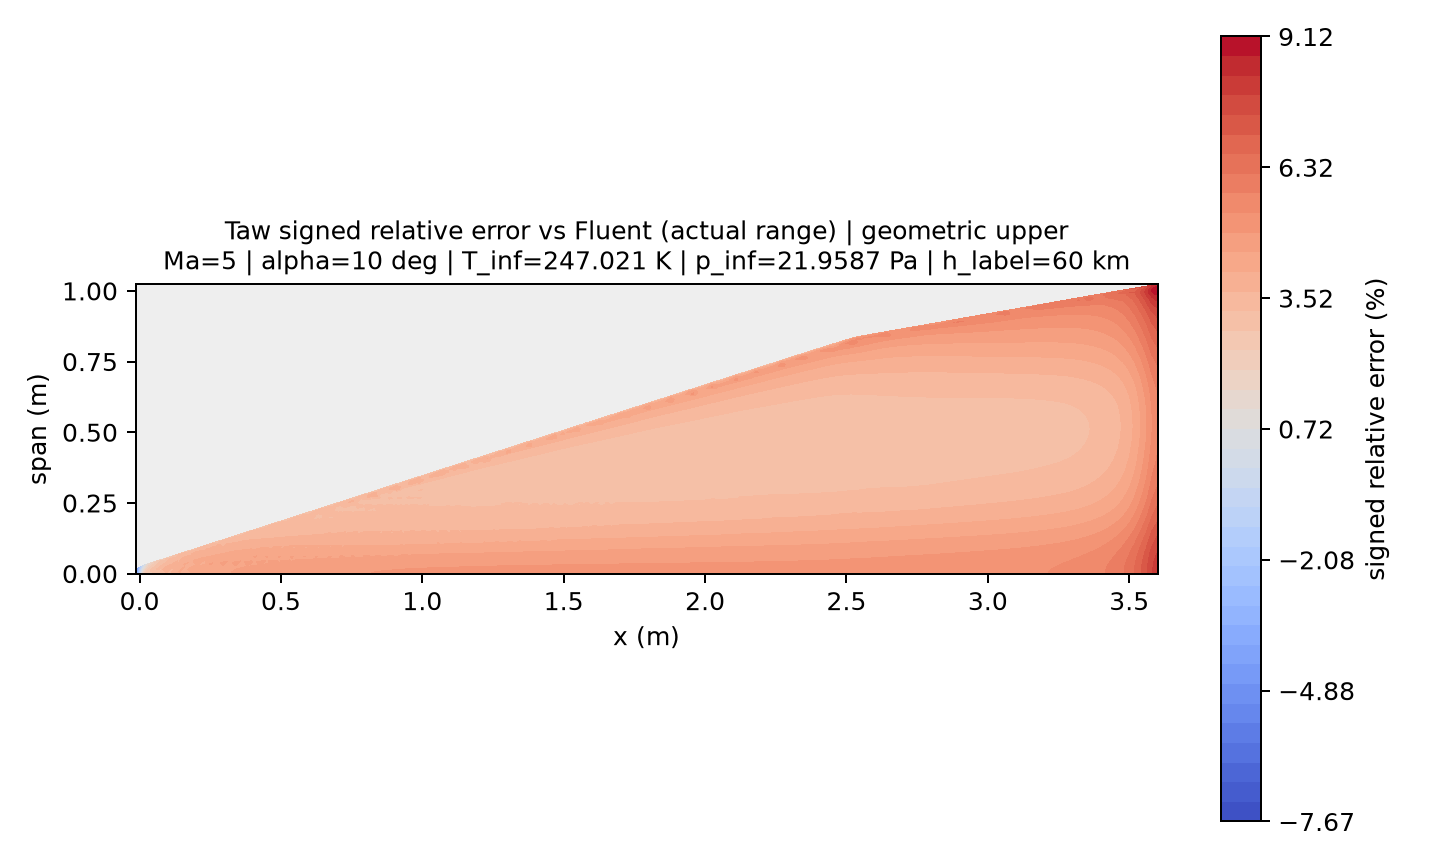 Taw signed relative error vs Fluent (actual range) | geometric upper
Ma=5 | alpha=10 deg | T_inf=247.021 K | p_inf=21.9587 Pa | h_label=60 km
span (m)
1.00
0.75
0.50
0.25
0.00
0.0 0.5 1.0 1.5 2.0 2.5 3.0 3.5
x (m)
9.12
6.32
3.52
0.72
−2.08
−4.88
−7.67
signed relative error (%)